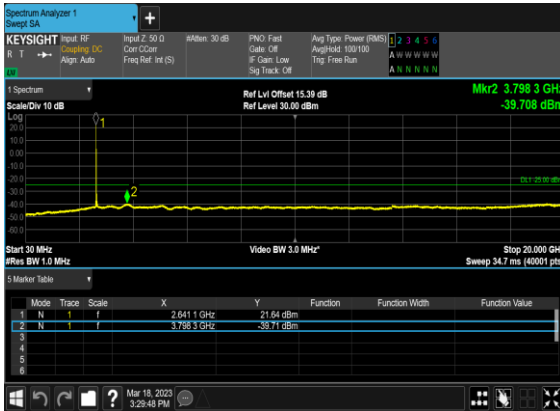 Spectrum Analyzer 1
Swept SA
KEYSIGHT
R T
Input: RF
Coupling: DC
Align: Auto
Input Z: 50 Ω
Corr CCorr
Freq Ref: Int (S)
#Atten: 30 dB
PNO: Fast
Gate: Off
IF Gain: Low
Sig Track: Off
Avg Type: Power (RMS)
Avg|Hold: 100/100
Trig: Free Run
1 2 3 4 5 6
A W W W W W
A N N N N N
1 Spectrum
Scale/Div 10 dB
Ref Lvl Offset 15.39 dB
Ref Level 30.00 dBm
Mkr2 3.798 3 GHz
-39.708 dBm
Log
20.0
10.0
0.00
-10.0
-20.0
-30.0
-40.0
-50.0
-60.0
1
2
DL1 -25.00 dBm
Start 30 MHz
#Res BW 1.0 MHz
Video BW 3.0 MHz*
Stop 20.000 GHz
Sweep 34.7 ms (40001 pts)
5 Marker Table
Mode Trace Scale X Y Function Function Width Function Value
1 N 1 f 2.641 1 GHz 21.64 dBm
2 N 1 f 3.798 3 GHz -39.71 dBm
3
4
5
6
?
Mar 18, 2023
3:29:48 PM